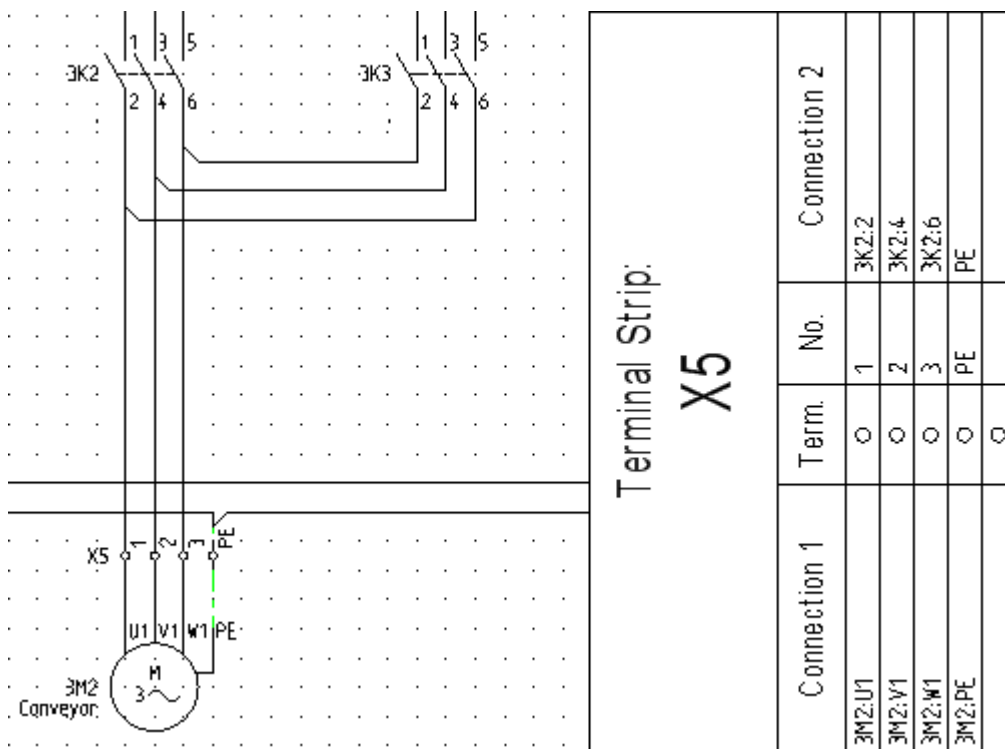 1 3 5
3K2
2 4 6
1 3 5
3K3
2 4 6
X5 1 2 3 PE
U1 V1 W1 PE
M
3~
3M2
Conveyor
Terminal Strip:
X5
Connection 1 Term. No. Connection 2
3M2:U1 1 3K2:2
3M2:V1 2 3K2:4
3M2:W1 3 3K2:6
3M2:PE PE PE